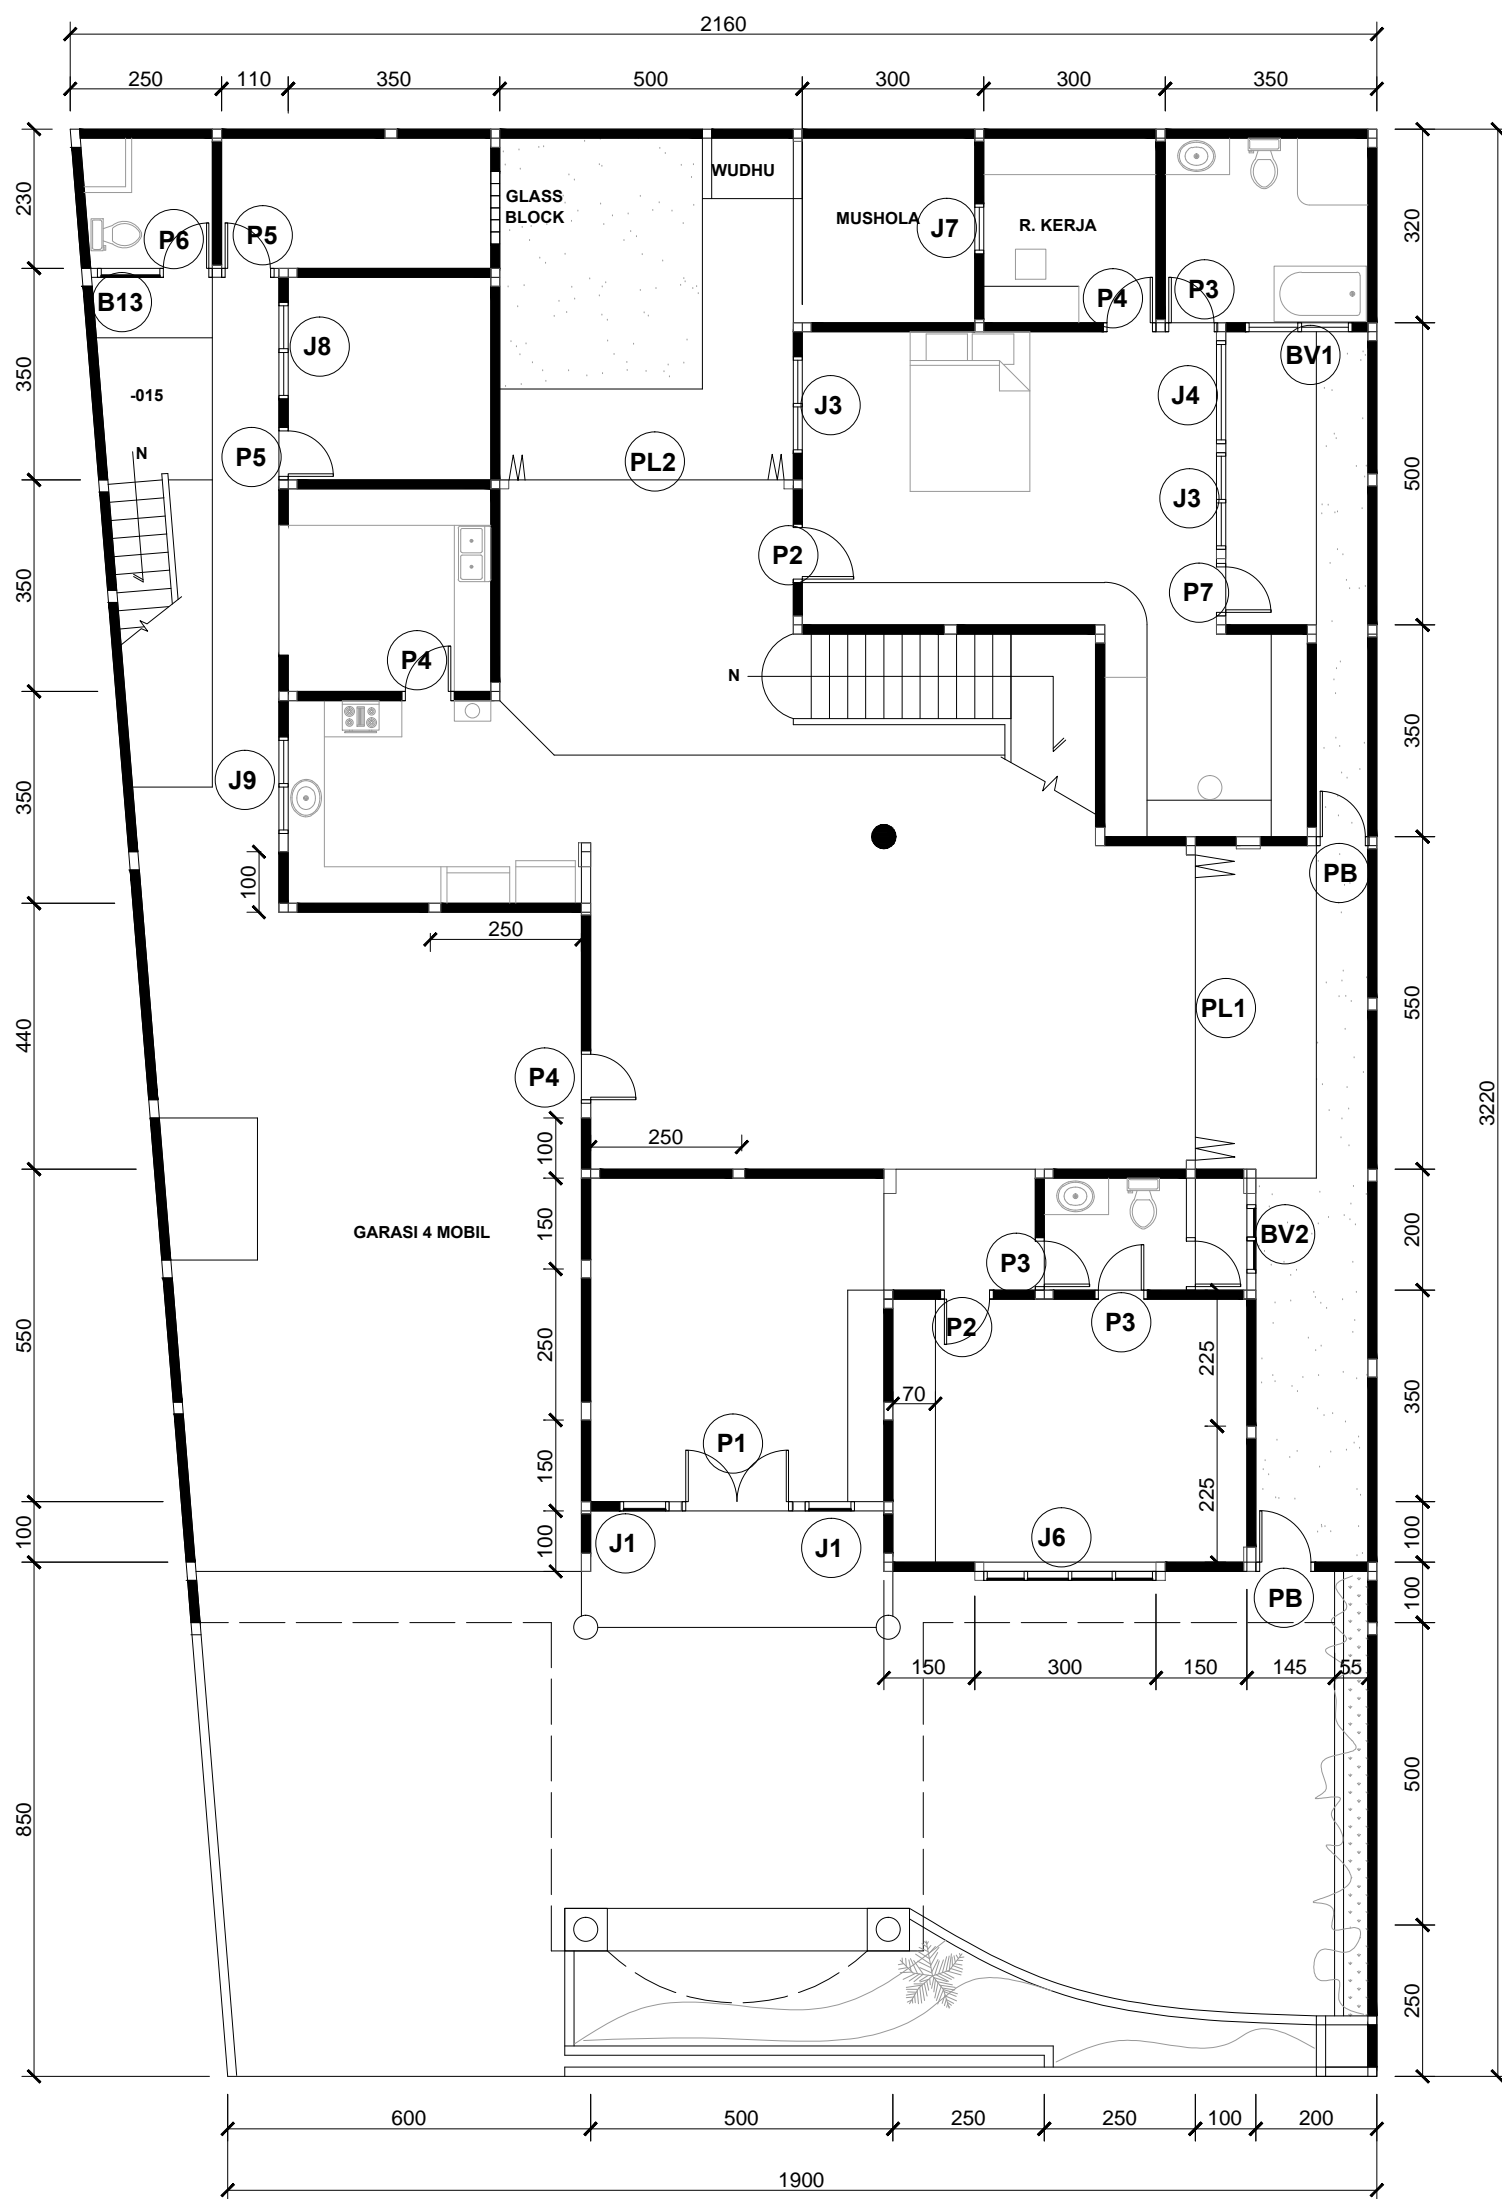 2160
250 110 350 500 300 300 350
WUDHU
GLASS
BLOCK
MUSHOLA
J7
R. KERJA
P6
P5
230
320
B13
P4
P3
J8
BV1
350
-015
J3
J4
N
P5
PL2
J3
500
P2
350
P7
P4
N
350
J9
350
100
PB
250
PL1
550
440
P4
3220
100
250
GARASI 4 MOBIL
150
BV2
200
P3
P2
P3
225
250
550
70
350
P1
150
225
100
100
J1
J1
J6
100
PB
100
150 300 150 145 55
500
850
250
600 500 250 250 100 200
1900